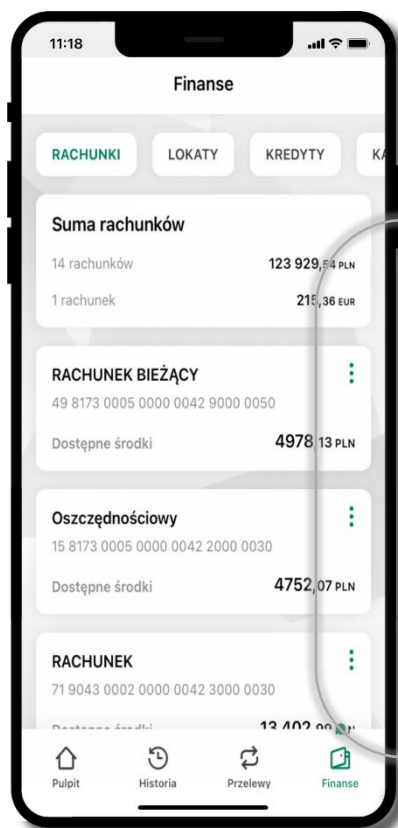 11:18
Finanse
RACHUNKI LOKATY KREDYTY
Suma rachunków
14 rachunków 123 929,54 PLN
1 rachunek 215,36 EUR
RACHUNEK BIEŻĄCY
49 8173 0005 0000 0042 9000 0050
Dostępne środki 4978,13 PLN
Oszczędnościowy
15 8173 0005 0000 0042 2000 0030
Dostępne środki 4752,07 PLN
RACHUNEK
71 9043 0002 0000 0042 3000 0030
Pulpit Historia Przelewy Finanse